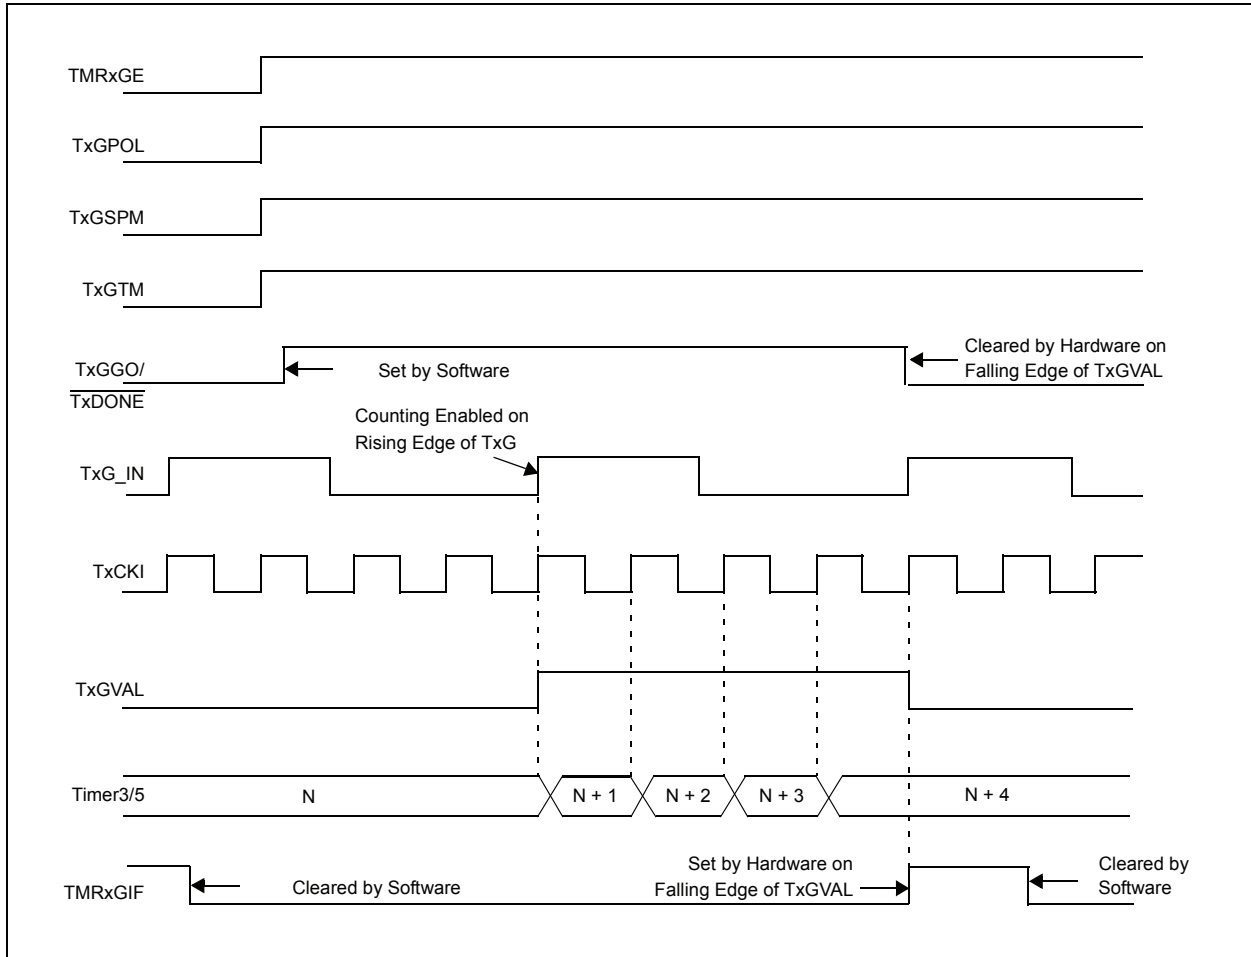 TMRxGE
TxGPOL
TxGSPM
TxGTM
TxGGO/
TxDONE
Set by Software
Cleared by Hardware on
Falling Edge of TxGVAL
Counting Enabled on
Rising Edge of TxG
TxG_IN
TxCKI
TxGVAL
Timer3/5
N
N + 1
N + 2
N + 3
N + 4
TMRxGIF
Cleared by Software
Set by Hardware on
Falling Edge of TxGVAL
Cleared by
Software